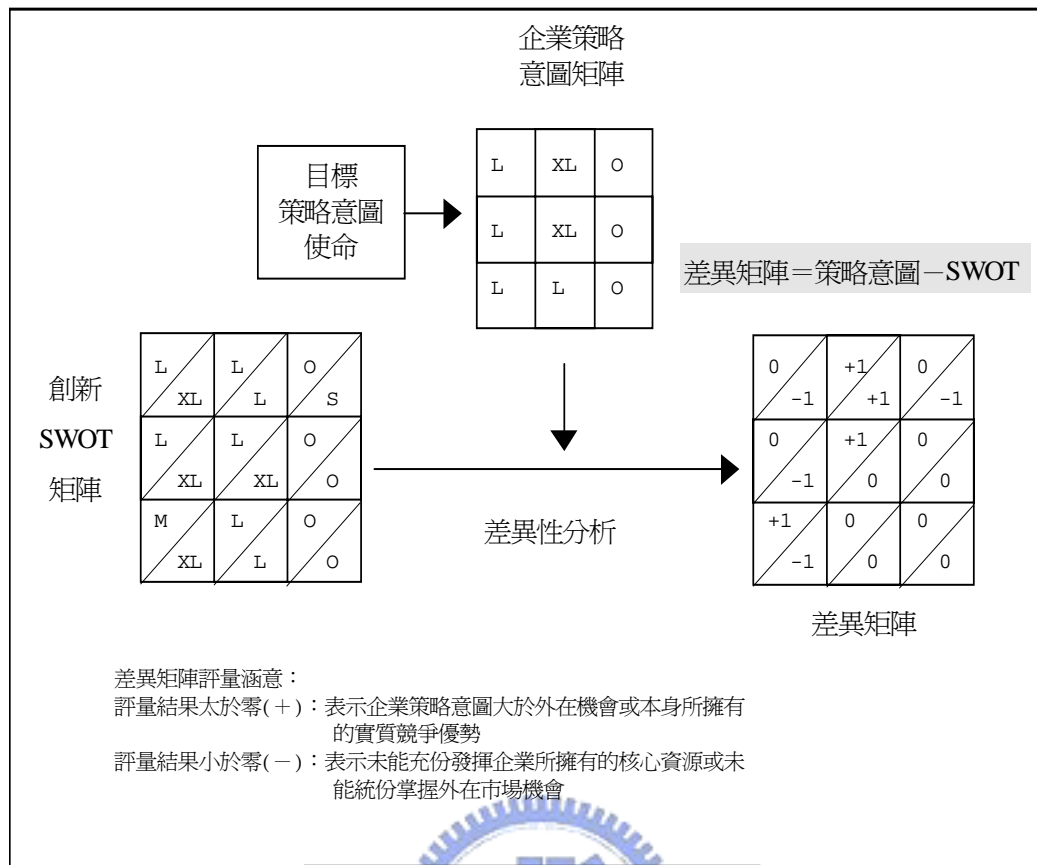 企業策略
意圖矩陣
目標
策略意圖
使命
L XL O
L XL O
L L O
差異矩陣＝策略意圖－SWOT
創新
SWOT
矩陣
L L O
XL L S
L L O
XL XL O
M L O
XL L O
差異性分析
0 +1 0
-1 +1 -1
0 +1 0
-1 0 0
+1 0 0
-1 0 0
差異矩陣
差異矩陣評量涵意：
評量結果太於零(＋)：表示企業策略意圖大於外在機會或本身所擁有
的實質競爭優勢
評量結果小於零(－)：表示未能充份發揮企業所擁有的核心資源或未
能統份掌握外在市場機會